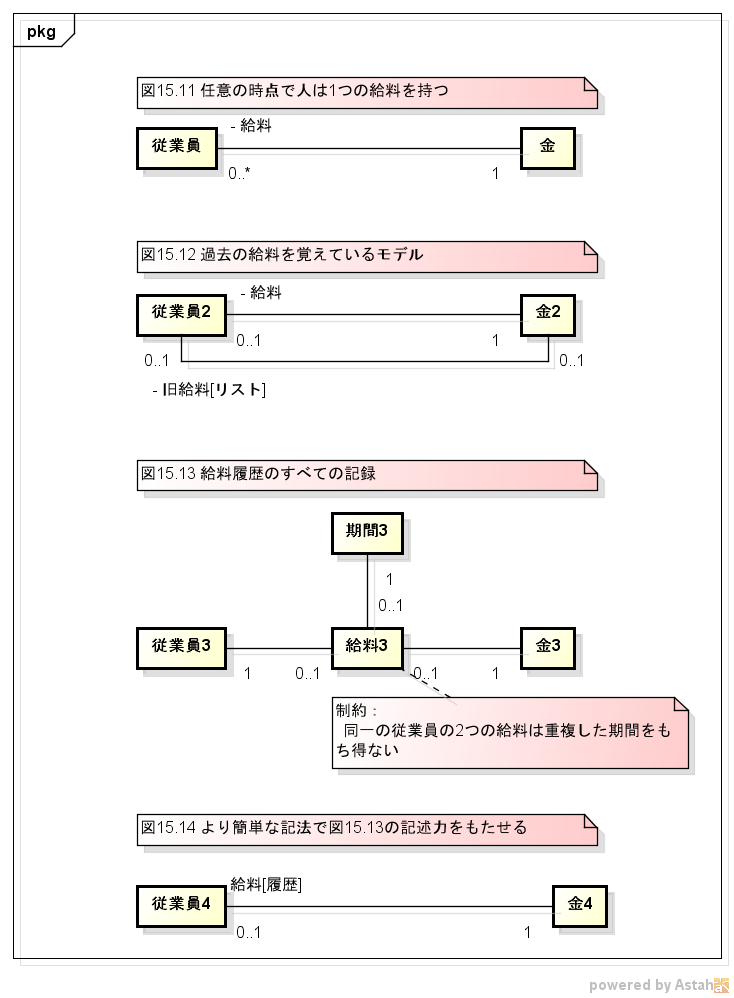 pkg
図15.11 任意の時点で人は1つの給料を持つ
- 給料
従業員
金
0..*
1
図15.12 過去の給料を覚えているモデル
- 給料
従業員2
金2
0..1
1
0..1
0..1
- 旧給料[リスト]
図15.13 給料履歴のすべての記録
期間3
1
0..1
従業員3
給料3
金3
1
0..1
0..1
1
制約：
同一の従業員の2つの給料は重複した期間をも
ち得ない
図15.14 より簡単な記法で図15.13の記述力をもたせる
給料[履歴]
従業員4
金4
0..1
1
powered by Astah